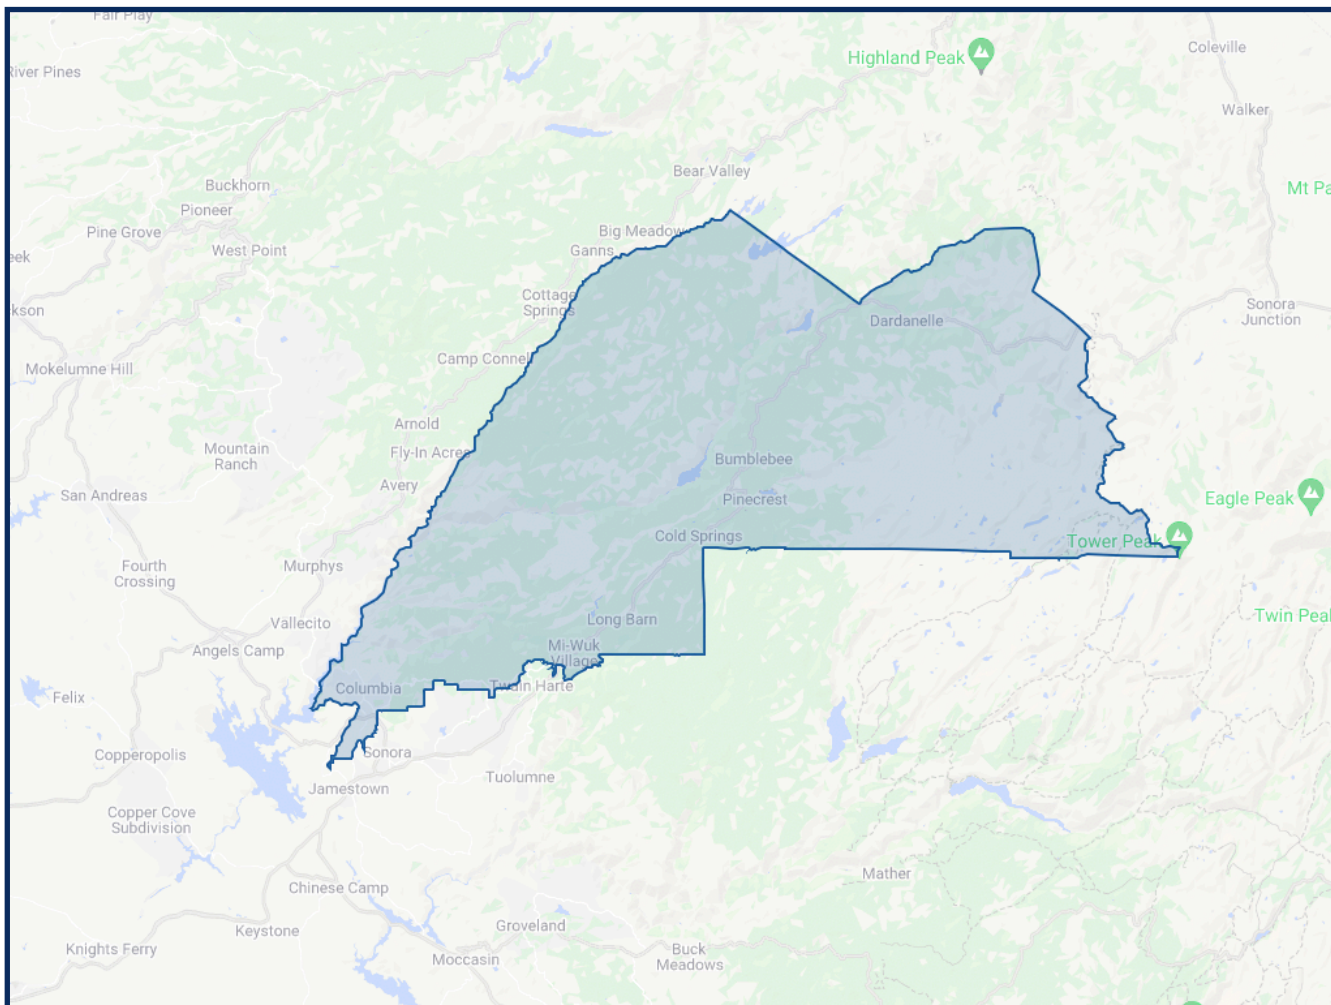 Fair Play
River Pines
Highland Peak
Coleville
Walker
Bear Valley
Buckhorn
Mt Pa
Pioneer
Pine Grove
Big Meadow
West Point
Ganns
eek
Cottage
Springs
kson
Sonora
Junction
Dardanelle
Camp Connell
Mokelumne Hill
Arnold
Mountain
Ranch
Fly-In Acres
Bumblebee
Avery
San Andreas
Pinecrest
Eagle Peak
Cold Springs
Tower Peak
Fourth
Crossing
Murphys
Vallecito
Long Barn
Twin Peak
Angels Camp
Mi-Wuk
Village
Felix
Columbia
Twain Harte
Copperopolis
Sonora
Tuolumne
Jamestown
Copper Cove
Subdivision
Mather
Chinese Camp
Groveland
Keystone
Knights Ferry
Buck
Meadows
Moccasin